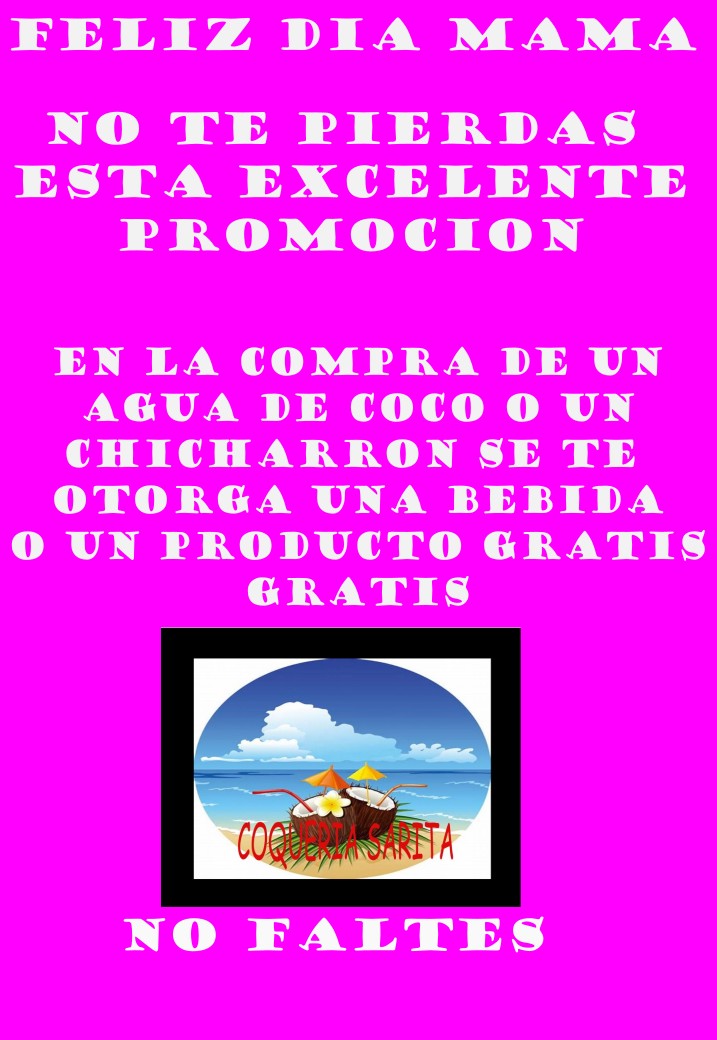 FELIZ DIA MAMA
NO TE PIERDAS
ESTA EXCELENTE
PROMOCION
EN LA COMPRA DE UN
AGUA DE COCO O UN
CHICHARRON SE TE
OTORGA UNA BEBIDA
O UN PRODUCTO GRATIS
GRATIS
COQUERIA SARITA
NO FALTES